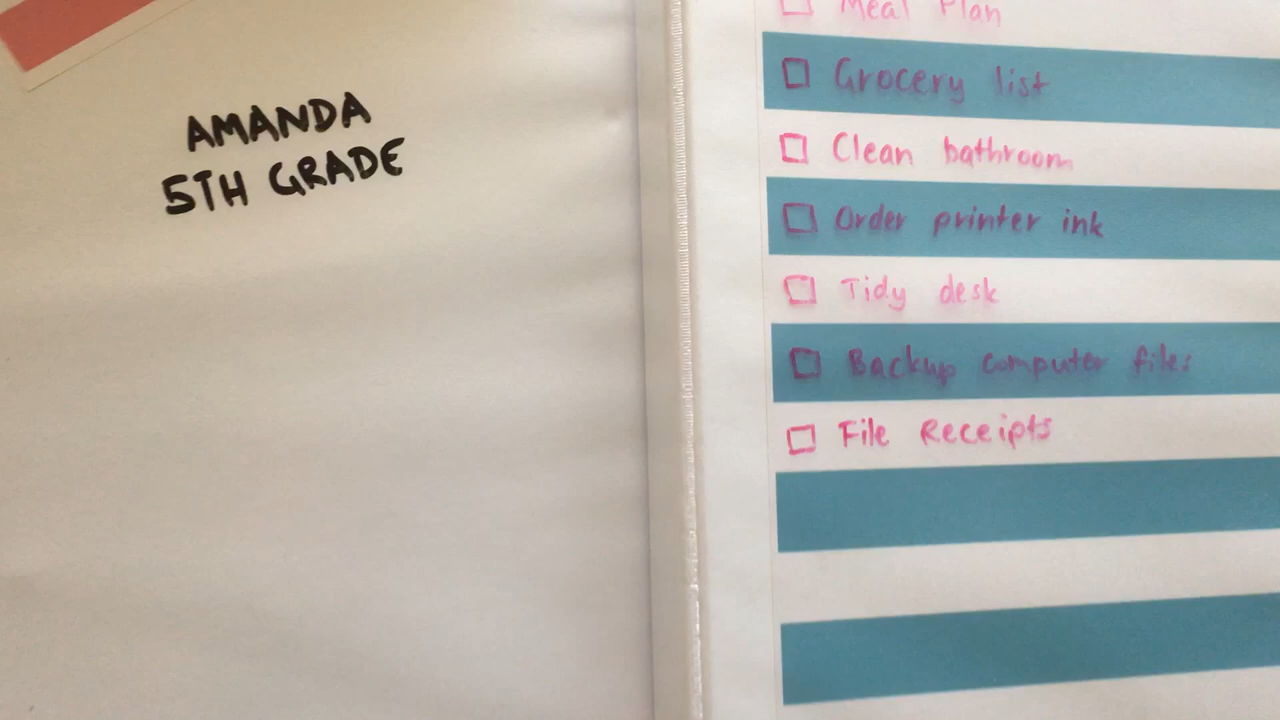 AMANDA
5TH GRADE
Meal Plan
Grocery list
Clean bathroom
Order printer ink
Tidy desk
Backup computer files
File Receipts